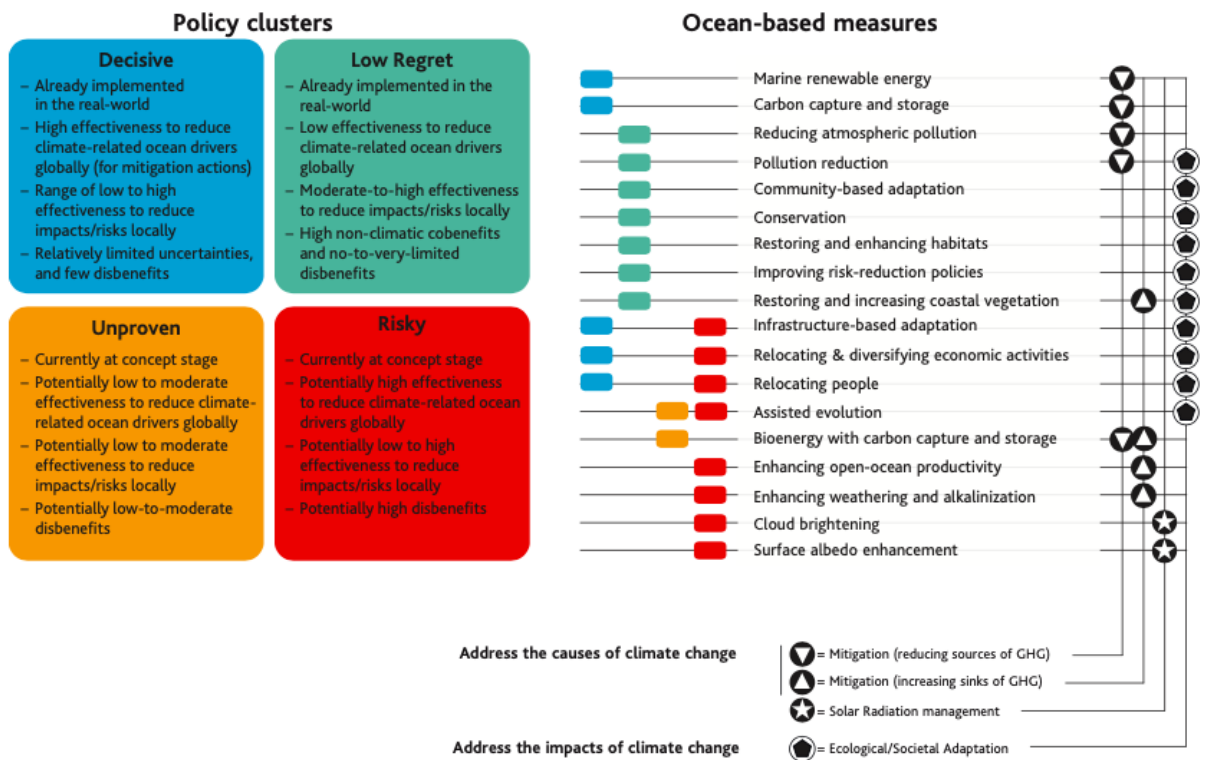 Policy clusters
Decisive
– Already implemented
in the real-world
– High effectiveness to reduce
climate-related ocean drivers
globally (for mitigation actions)
– Range of low to high
effectiveness to reduce
impacts/risks locally
– Relatively limited uncertainties,
and few disbenefits
Low Regret
– Already implemented in the
real-world
– Low effectiveness to reduce
climate-related ocean drivers
globally
– Moderate-to-high effectiveness
to reduce impacts/risks locally
– High non-climatic cobenefits
and no-to-very-limited
disbenefits
Unproven
– Currently at concept stage
– Potentially low to moderate
effectiveness to reduce climate-
related ocean drivers globally
– Potentially low to moderate
effectiveness to reduce
impacts/risks locally
– Potentially low-to-moderate
disbenefits
Risky
– Currently at concept stage
– Potentially high effectiveness
to reduce climate-related ocean
drivers globally
– Potentially low to high
effectiveness to reduce
impacts/risks locally
– Potentially high disbenefits
Ocean-based measures
Marine renewable energy
Carbon capture and storage
Reducing atmospheric pollution
Pollution reduction
Community-based adaptation
Conservation
Restoring and enhancing habitats
Improving risk-reduction policies
Restoring and increasing coastal vegetation
Infrastructure-based adaptation
Relocating & diversifying economic activities
Relocating people
Assisted evolution
Bioenergy with carbon capture and storage
Enhancing open-ocean productivity
Enhancing weathering and alkalinization
Cloud brightening
Surface albedo enhancement
Address the causes of climate change
= Mitigation (reducing sources of GHG)
= Mitigation (increasing sinks of GHG)
= Solar Radiation management
Address the impacts of climate change
= Ecological/Societal Adaptation